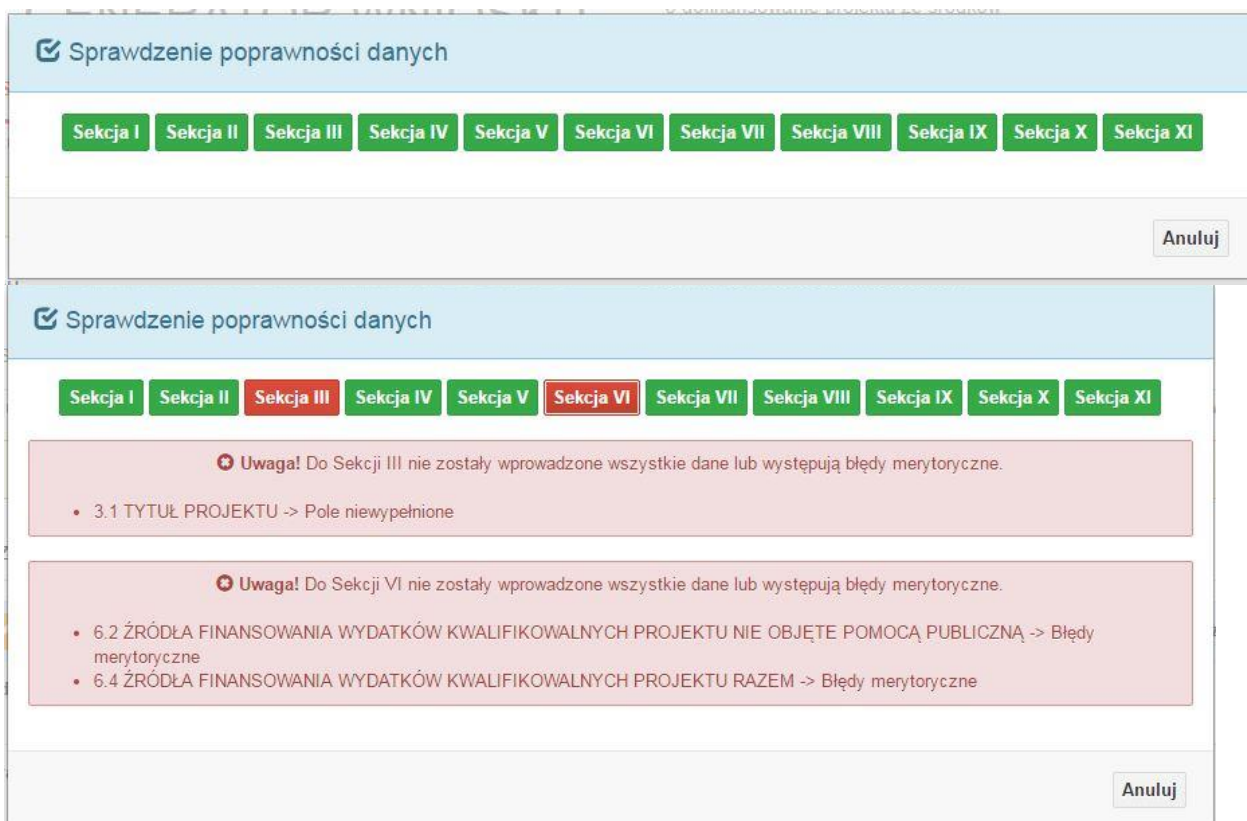 o dofinansowanie projektu ze środków
Sprawdzenie poprawności danych
Sekcja I Sekcja II Sekcja III Sekcja IV Sekcja V Sekcja VI Sekcja VII Sekcja VIII Sekcja IX Sekcja X Sekcja XI
Anuluj
Sprawdzenie poprawności danych
Sekcja I Sekcja II Sekcja III Sekcja IV Sekcja V Sekcja VI Sekcja VII Sekcja VIII Sekcja IX Sekcja X Sekcja XI
Uwaga! Do Sekcji III nie zostały wprowadzone wszystkie dane lub występują błędy merytoryczne.
• 3.1 TYTUŁ PROJEKTU -> Pole niewypełnione
Uwaga! Do Sekcji VI nie zostały wprowadzone wszystkie dane lub występują błędy merytoryczne.
• 6.2 ŹRÓDŁA FINANSOWANIA WYDATKÓW KWALIFIKOWALNYCH PROJEKTU NIE OBJĘTE POMOCĄ PUBLICZNĄ -> Błędy
merytoryczne
• 6.4 ŹRÓDŁA FINANSOWANIA WYDATKÓW KWALIFIKOWALNYCH PROJEKTU RAZEM -> Błędy merytoryczne
Anuluj